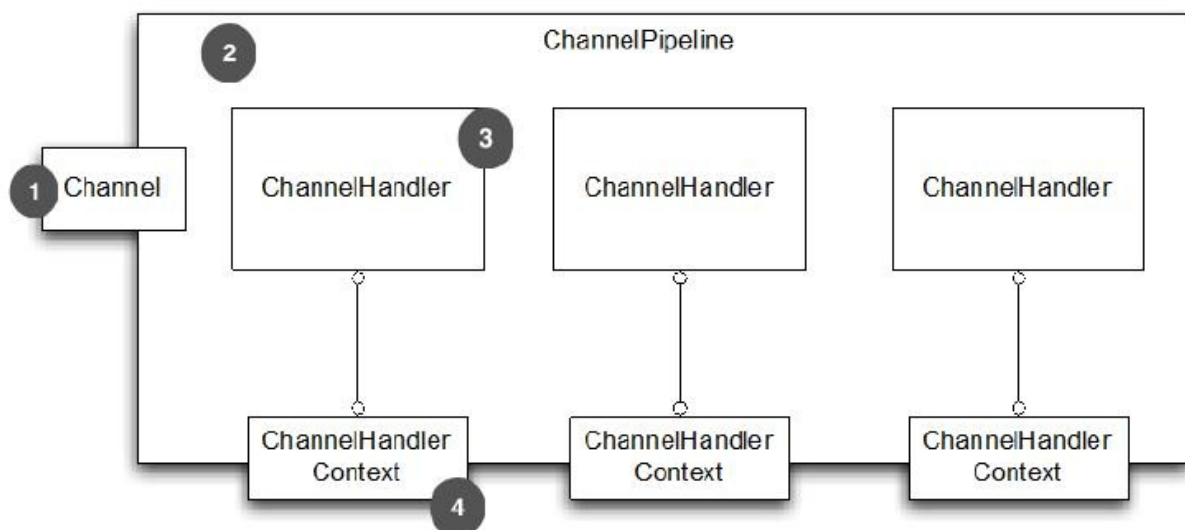 ChannelPipeline
2
3
1
Channel
ChannelHandler
ChannelHandler
ChannelHandler
ChannelHandler
Context
ChannelHandler
Context
ChannelHandler
Context
4